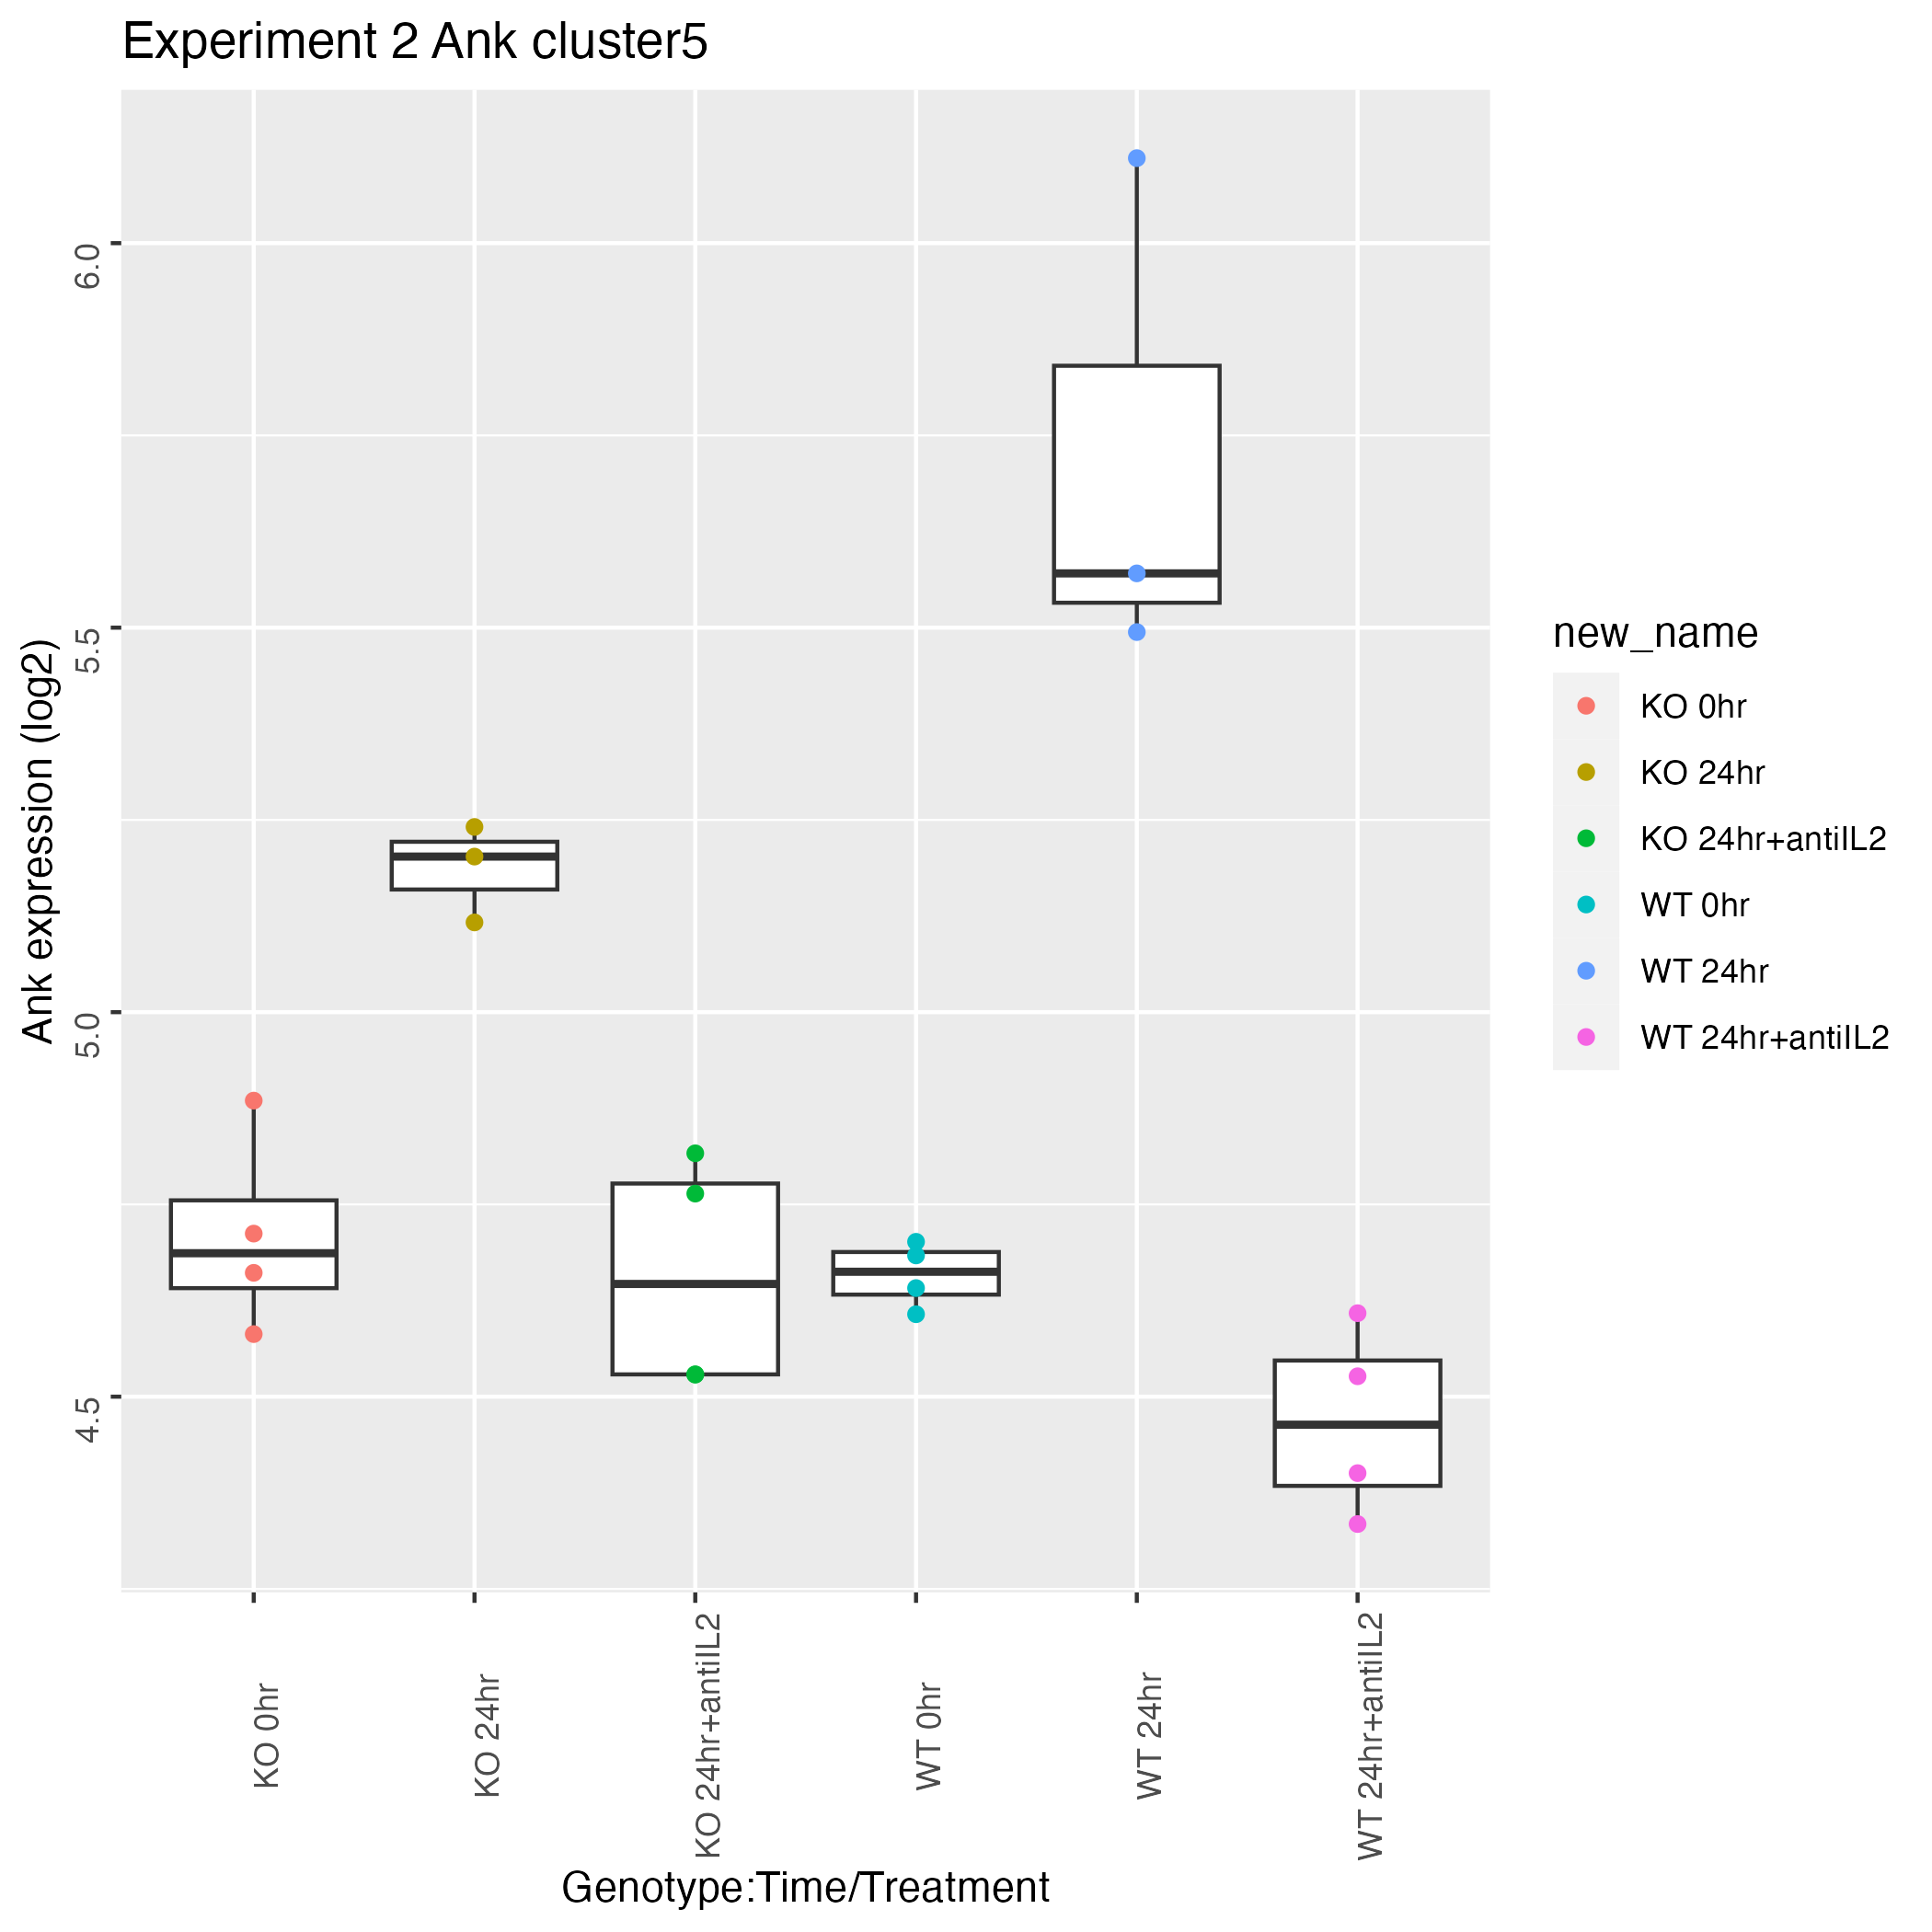 Experiment 2 Ank cluster5
Ank expression (log2)
6.0
5.5
5.0
4.5
KO 0hr
KO 24hr
KO 24hr+antiIL2
WT 0hr
WT 24hr
WT 24hr+antiIL2
Genotype:Time/Treatment
new_name
KO 0hr
KO 24hr
KO 24hr+antiIL2
WT 0hr
WT 24hr
WT 24hr+antiIL2